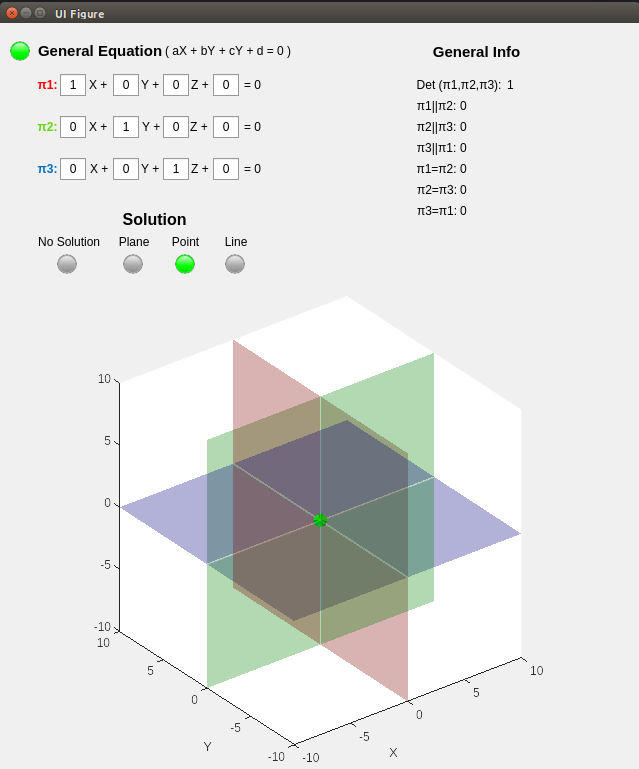 UI Figure
General Equation ( aX + bY + cY + d = 0 )
π1: 1 X + 0 Y + 0 Z + 0 = 0
π2: 0 X + 1 Y + 0 Z + 0 = 0
π3: 0 X + 0 Y + 1 Z + 0 = 0
General Info
Det (π1,π2,π3): 1
π1||π2: 0
π2||π3: 0
π3||π1: 0
π1=π2: 0
π2=π3: 0
π3=π1: 0
Solution
No Solution Plane Point Line
10
5
0
-5
-10
10
5
0
-5
-10
Y
-10
-5
0
5
10
X